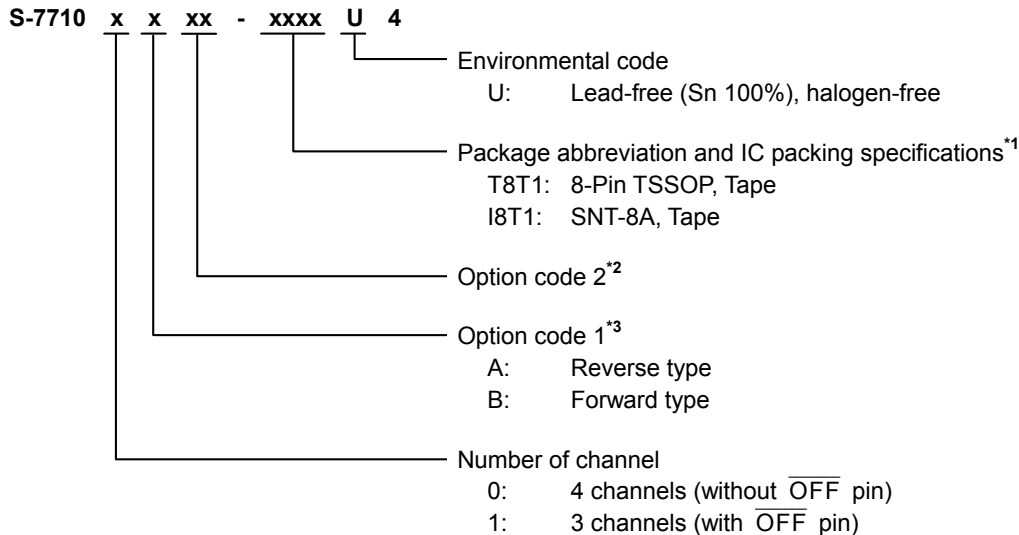 S-7710 x x xx - xxxx U 4
Environmental code
U: Lead-free (Sn 100%), halogen-free
Package abbreviation and IC packing specifications*1
T8T1: 8-Pin TSSOP, Tape
I8T1: SNT-8A, Tape
Option code 2*2
Option code 1*3
A: Reverse type
B: Forward type
Number of channel
0: 4 channels (without OFF pin)
1: 3 channels (with OFF pin)